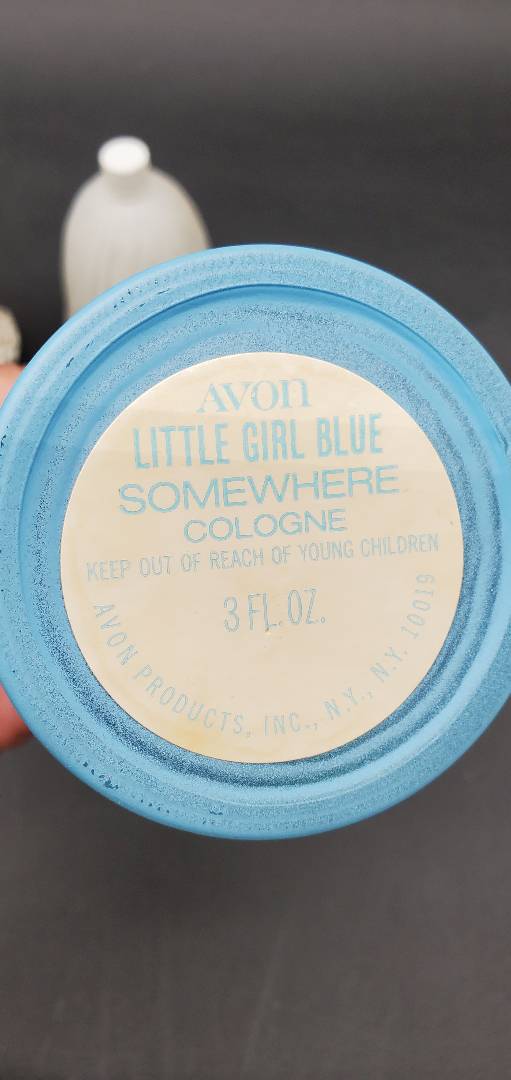 AVON
LITTLE GIRL BLUE
SOMEWHERE
COLOGNE
KEEP OUT OF REACH OF YOUNG CHILDREN
3 FL. OZ.
AVON PRODUCTS, INC., N.Y., N.Y. 10019